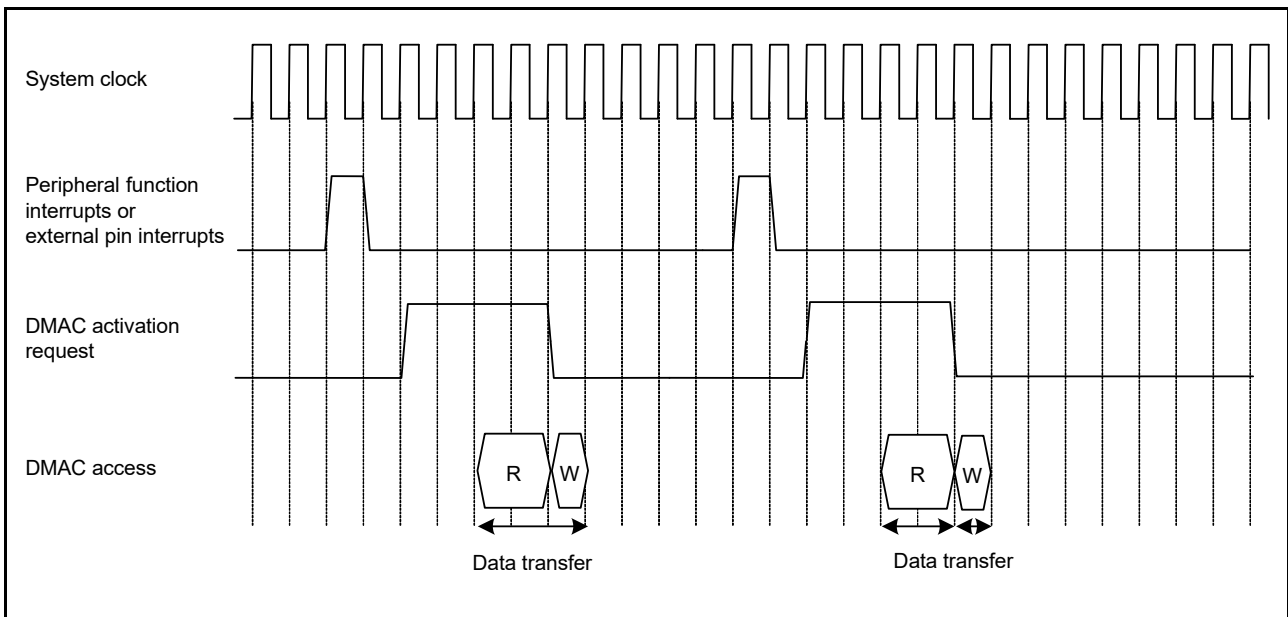 System clock
Peripheral function
interrupts or
external pin interrupts
DMAC activation
request
DMAC access
R
W
R
W
Data transfer
Data transfer